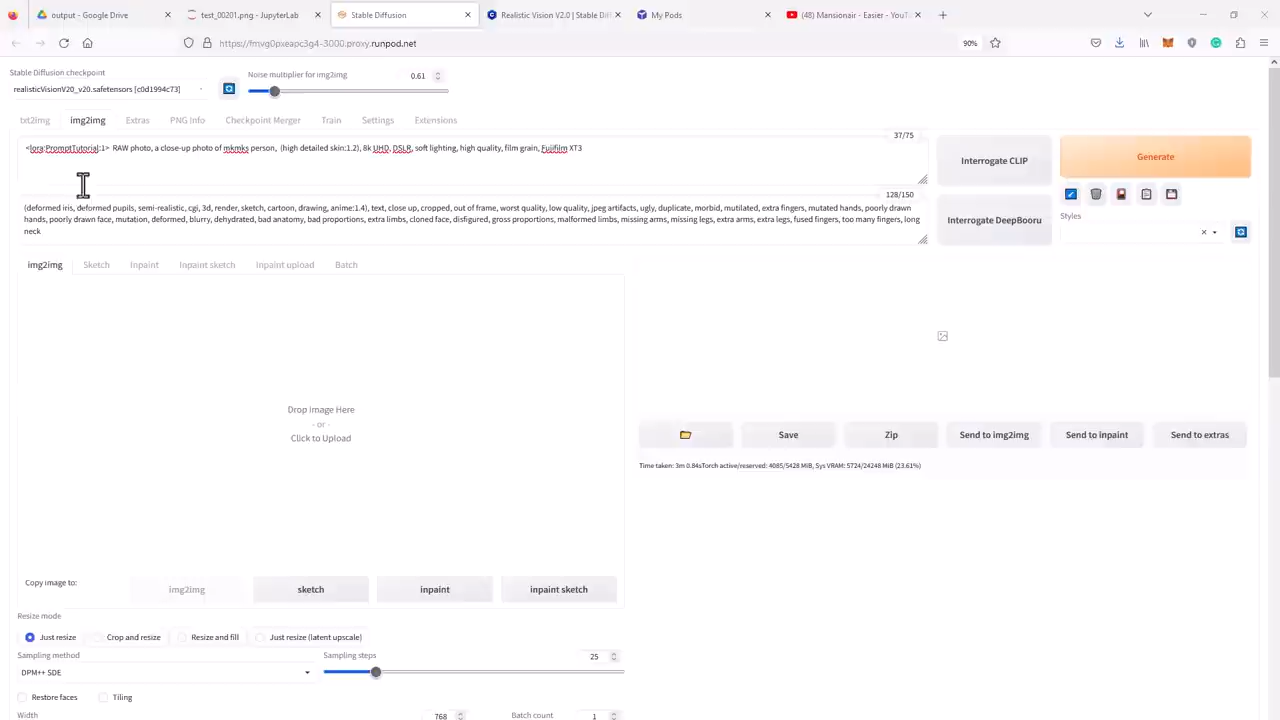 output - Google Drive
test_00201.png - JupyterLab
Stable Diffusion
Realistic Vision V2.0 | Stable Dif
My Pods
(48) Mansionair - Easier - YouT
https://fmvg0pxeapc3g4-3000.proxy.runpod.net
90%
Stable Diffusion checkpoint
realisticVisionV20_v20.safetensors [c0d1994c73]
Noise multiplier for img2img
0.61
txt2img
img2img
Extras
PNG Info
Checkpoint Merger
Train
Settings
Extensions
37/75
<lora:PromptTutorial:1> RAW photo, a close-up photo of mkmks person, (high detailed skin:1.2), 8k UHD, DSLR, soft lighting, high quality, film grain, Fujifilm XT3
Interrogate CLIP
Generate
128/150
(deformed iris, deformed pupils, semi-realistic, cgi, 3d, render, sketch, cartoon, drawing, anime:1.4), text, close up, cropped, out of frame, worst quality, low quality, jpeg artifacts, ugly, duplicate, morbid, mutilated, extra fingers, mutated hands, poorly drawn
hands, poorly drawn face, mutation, deformed, blurry, dehydrated, bad anatomy, bad proportions, extra limbs, cloned face, disfigured, gross proportions, malformed limbs, missing arms, missing legs, extra arms, extra legs, fused fingers, too many fingers, long
neck
Interrogate DeepBooru
Styles
img2img
Sketch
Inpaint
Inpaint sketch
Inpaint upload
Batch
Drop Image Here
- or -
Click to Upload
Save
Zip
Send to img2img
Send to inpaint
Send to extras
Time taken: 3m 0.84sTorch active/reserved: 4085/5428 MiB, Sys VRAM: 5724/24248 MiB (23.61%)
Copy image to:
img2img
sketch
inpaint
inpaint sketch
Resize mode
Just resize
Crop and resize
Resize and fill
Just resize (latent upscale)
Sampling method
DPM++ SDE
Sampling steps
25
Restore faces
Tiling
Width
768
Batch count
1